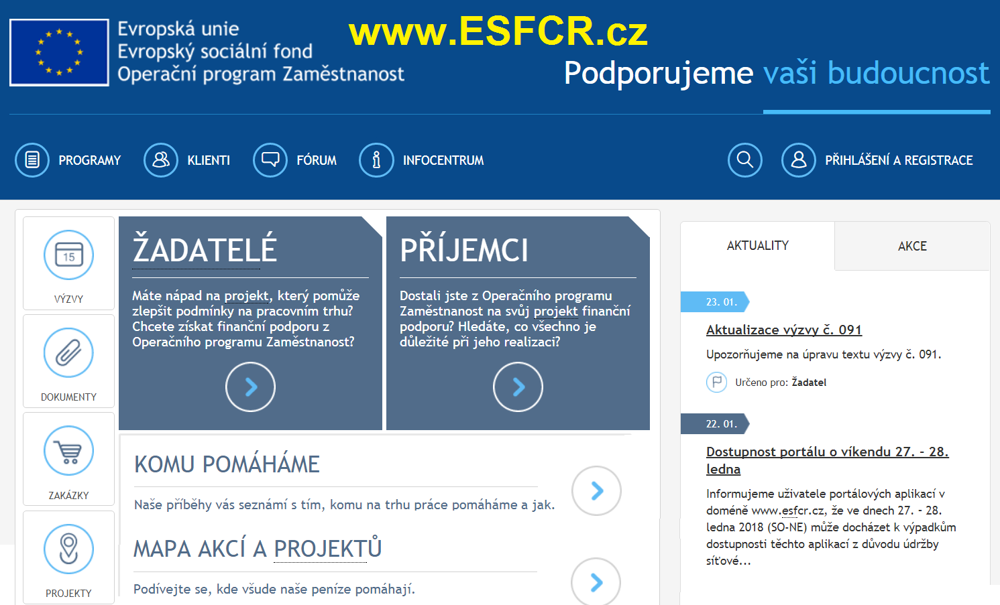 Evropská unie
Evropský sociální fond
Operační program Zaměstnanost
www.ESFCR.cz
Podporujeme vaši budoucnost
PROGRAMY
KLIENTI
FÓRUM
INFOCENTRUM
PŘIHLÁŠENÍ A REGISTRACE
15
VÝZVY
DOKUMENTY
ZAKÁZKY
PROJEKTY
ŽADATELÉ
Máte nápad na projekt, který pomůže
zlepšit podmínky na pracovním trhu?
Chcete získat finanční podporu z
Operačního programu Zaměstnanost?
PŘÍJEMCI
Dostali jste z Operačního programu
Zaměstnanost na svůj projekt finanční
podporu? Hledáte, co všechno je
důležité při jeho realizaci?
KOMU POMÁHÁME
Naše příběhy vás seznámí s tím, komu na trhu práce pomáháme a jak.
MAPA AKCÍ A PROJEKTŮ
Podívejte se, kde všude naše peníze pomáhají.
AKTUALITY
AKCE
23. 01.
Aktualizace výzvy č. 091
Upozorňujeme na úpravu textu výzvy č. 091.
Určeno pro: Žadatel
22. 01.
Dostupnost portálu o víkendu 27. - 28.
ledna
Informujeme uživatele portálových aplikací v
doméně www.esfcr.cz, že ve dnech 27. - 28.
ledna 2018 (SO-NE) může docházet k výpadkům
dostupnosti těchto aplikací z důvodu údržby
síťové...